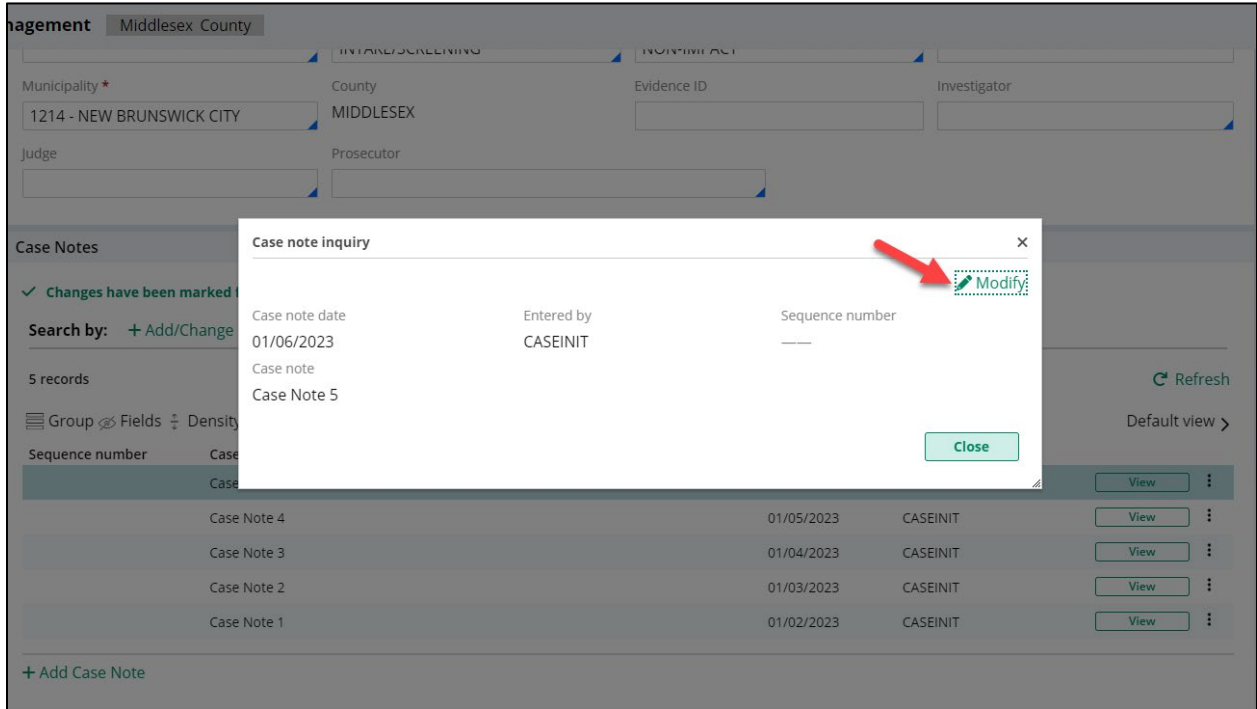 nagement Middlesex County
INTAKE/SCREENING NON-IMPACT
Municipality * County Evidence ID Investigator
1214 - NEW BRUNSWICK CITY MIDDLESEX
Judge Prosecutor
Case Notes
Case note inquiry ×
Modify
Changes have been marked f
Case note date Entered by Sequence number
01/06/2023 CASEINIT ——
Search by: + Add/Change
Case note
Case Note 5
5 records Refresh
Group Fields Density Default view
Close
Sequence number Case
Case View
Case Note 4 01/05/2023 CASEINIT View
Case Note 3 01/04/2023 CASEINIT View
Case Note 2 01/03/2023 CASEINIT View
Case Note 1 01/02/2023 CASEINIT View
+ Add Case Note